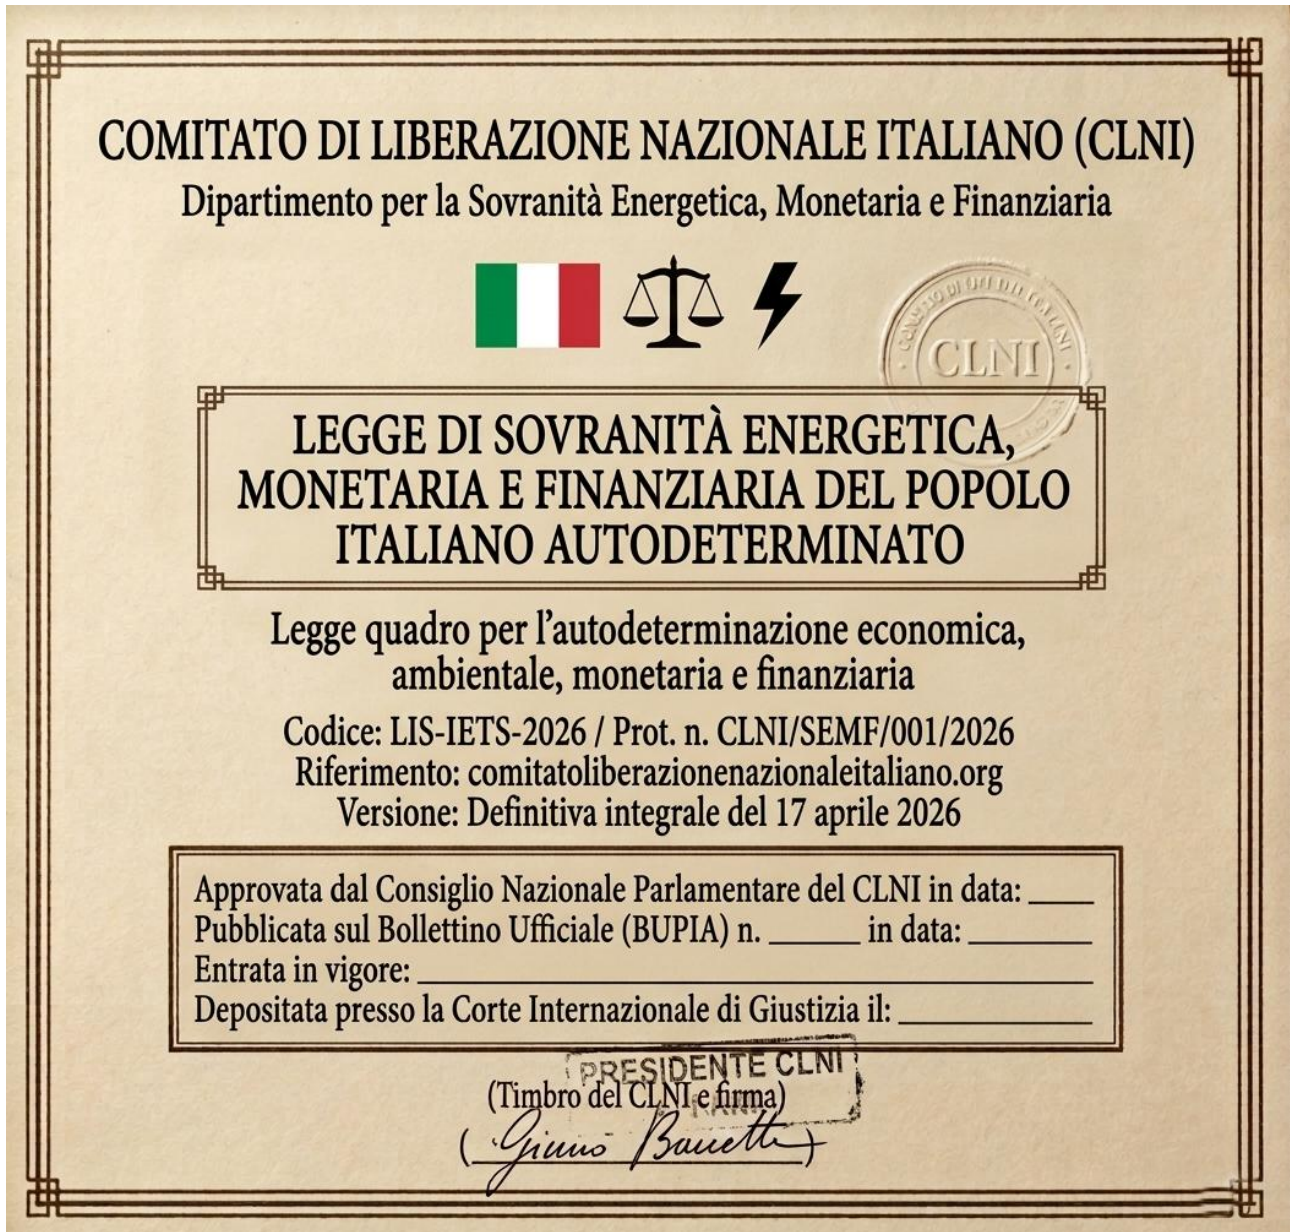 COMITATO DI LIBERAZIONE NAZIONALE ITALIANO (CLNI)
Dipartimento per la Sovranità Energetica, Monetaria e Finanziaria
CLNI
LEGGE DI SOVRANITÀ ENERGETICA,
MONETARIA E FINANZIARIA DEL POPOLO
ITALIANO AUTODETERMINATO
Legge quadro per l'autodeterminazione economica,
ambientale, monetaria e finanziaria
Codice: LIS-IETS-2026 / Prot. n. CLNI/SEMF/001/2026
Riferimento: comitatoliberazionenazionaleitaliano.org
Versione: Definitiva integrale del 17 aprile 2026
Approvata dal Consiglio Nazionale Parlamentare del CLNI in data: ____
Pubblicata sul Bollettino Ufficiale (BUPIA) n. ______ in data: ________
Entrata in vigore: ____________
Depositata presso la Corte Internazionale di Giustizia il: ____________
PRESIDENTE CLNI
(Timbro del CLNI e firma)